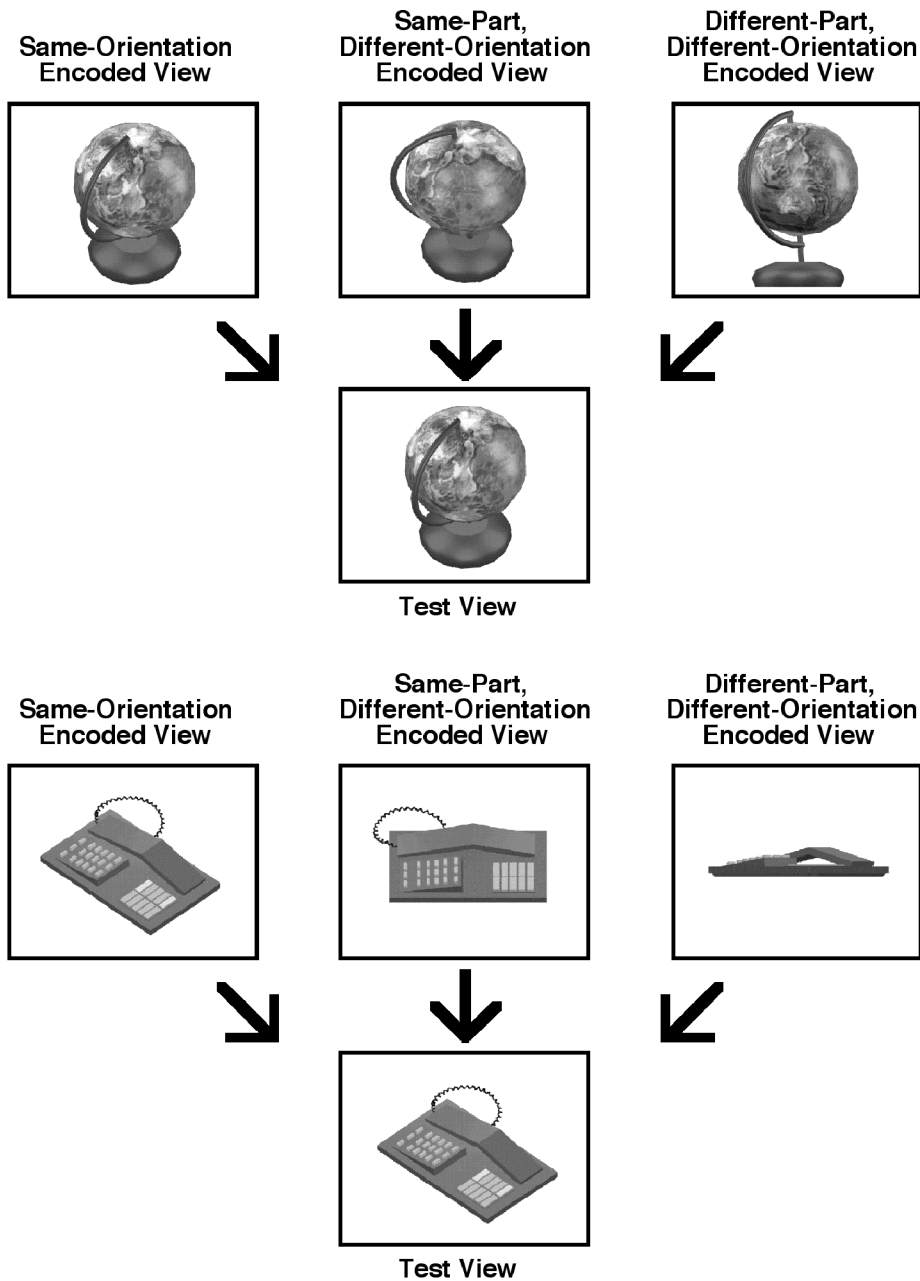 Same-Orientation
Encoded View
Same-Part,
Different-Orientation
Encoded View
Different-Part,
Different-Orientation
Encoded View
Test View
Same-Orientation
Encoded View
Same-Part,
Different-Orientation
Encoded View
Different-Part,
Different-Orientation
Encoded View
Test View